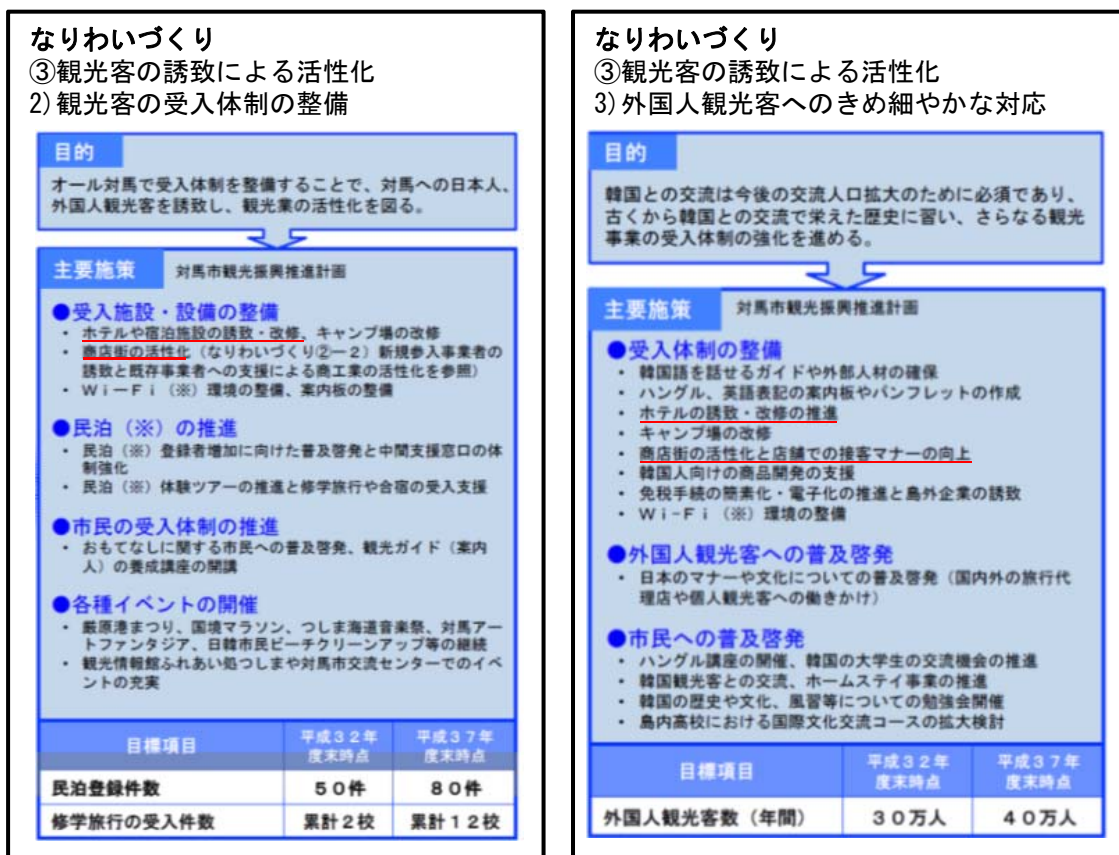 なりわいづくり
③観光客の誘致による活性化
2)観光客の受入体制の整備
目的
オール対馬で受入体制を整備することで、対馬への日本人、
外国人観光客を誘致し、観光業の活性化を図る。
主要施策 対馬市観光振興推進計画
●受入施設・設備の整備
・ ホテルや宿泊施設の誘致・改修、キャンプ場の改修
・ 商店街の活性化（なりわいづくり②ー２）新規参入事業者の
誘致と既存事業者への支援による商工業の活性化を参照）
・ Ｗｉ－Ｆｉ（※）環境の整備、案内板の整備
●民泊（※）の推進
・ 民泊（※）登録者増加に向けた普及啓発と中間支援窓口の体
制強化
・ 民泊（※）体験ツアーの推進と修学旅行や合宿の受入支援
●市民の受入体制の推進
・ おもてなしに関する市民への普及啓発、観光ガイド（案内
人）の養成講座の開講
●各種イベントの開催
・ 厳原港まつり、国境マラソン、つしま海道音楽祭、対馬アー
トファンタジア、日韓市民ビーチクリーンアップ等の継続
・ 観光情報館ふれあい処つしまや対馬市交流センターでのイベ
ントの充実
目標項目 平成３２年度末時点 平成３７年度末時点
民泊登録件数 ５０件 ８０件
修学旅行の受入件数 累計２校 累計１２校
なりわいづくり
③観光客の誘致による活性化
3)外国人観光客へのきめ細やかな対応
目的
韓国との交流は今後の交流人口拡大のために必須であり、
古くから韓国との交流で栄えた歴史に習い、さらなる観光
事業の受入体制の強化を進める。
主要施策 対馬市観光振興推進計画
●受入体制の整備
・ 韓国語を話せるガイドや外部人材の確保
・ ハングル、英語表記の案内板やパンフレットの作成
・ ホテルの誘致・改修の推進
・ キャンプ場の改修
・ 商店街の活性化と店舗での接客マナーの向上
・ 韓国人向けの商品開発の支援
・ 免税手続の簡素化・電子化の推進と島外企業の誘致
・ Ｗｉ-Ｆｉ（※）環境の整備
●外国人観光客への普及啓発
・ 日本のマナーや文化についての普及啓発（国内外の旅行代
理店や個人観光客への働きかけ）
●市民への普及啓発
・ ハングル講座の開催、韓国の大学生の交流機会の推進
・ 韓国観光客との交流、ホームステイ事業の推進
・ 韓国の歴史や文化、風習等についての勉強会開催
・ 島内高校における国際文化交流コースの拡大検討
目標項目 平成３２年度末時点 平成３７年度末時点
外国人観光客数（年間） ３０万人 ４０万人